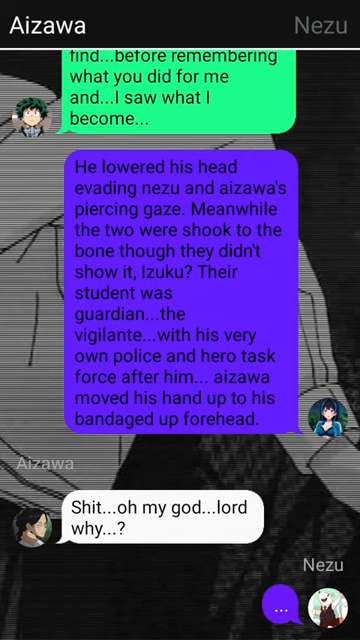 Aizawa
Nezu
find...before remembering
what you did for me
and...I saw what I
become...
He lowered his head
evading nezu and aizawa's
piercing gaze. Meanwhile
the two were shook to the
bone though they didn't
show it, Izuku? Their
student was
guardian...the
vigilante...with his very
own police and hero task
force after him... aizawa
moved his hand up to his
bandaged up forehead.
Aizawa
Shit...oh my god...lord
why...?
Nezu
...